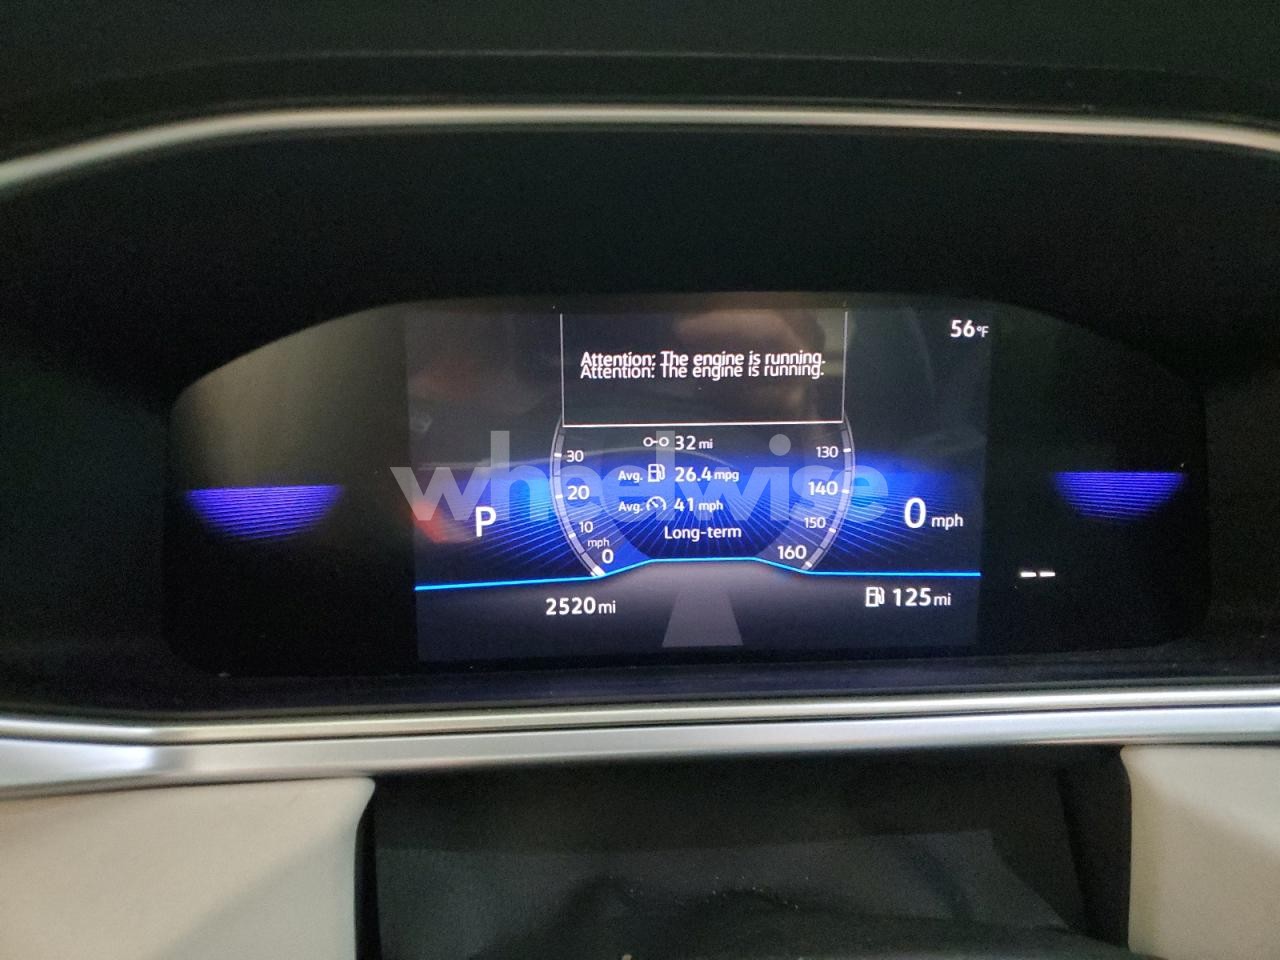 56°F
Attention: The engine is running.
Attention: The engine is running.
32 mi
30
130
Avg. 26.4 mpg
20
140
Avg. 41 mph
P
0 mph
10
150
Long-term
mph
0
160
2520 mi
125 mi
--
wheelwise